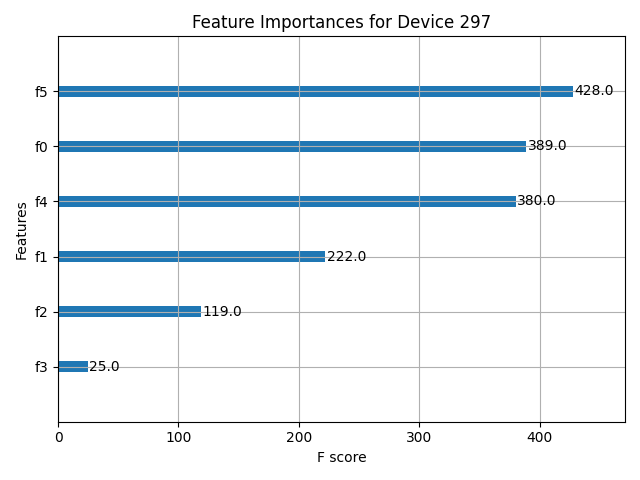 Feature Importances for Device 297
Features
f5
428.0
f0
389.0
f4
380.0
f1
222.0
f2
119.0
f3
25.0
0 100 200 300 400
F score